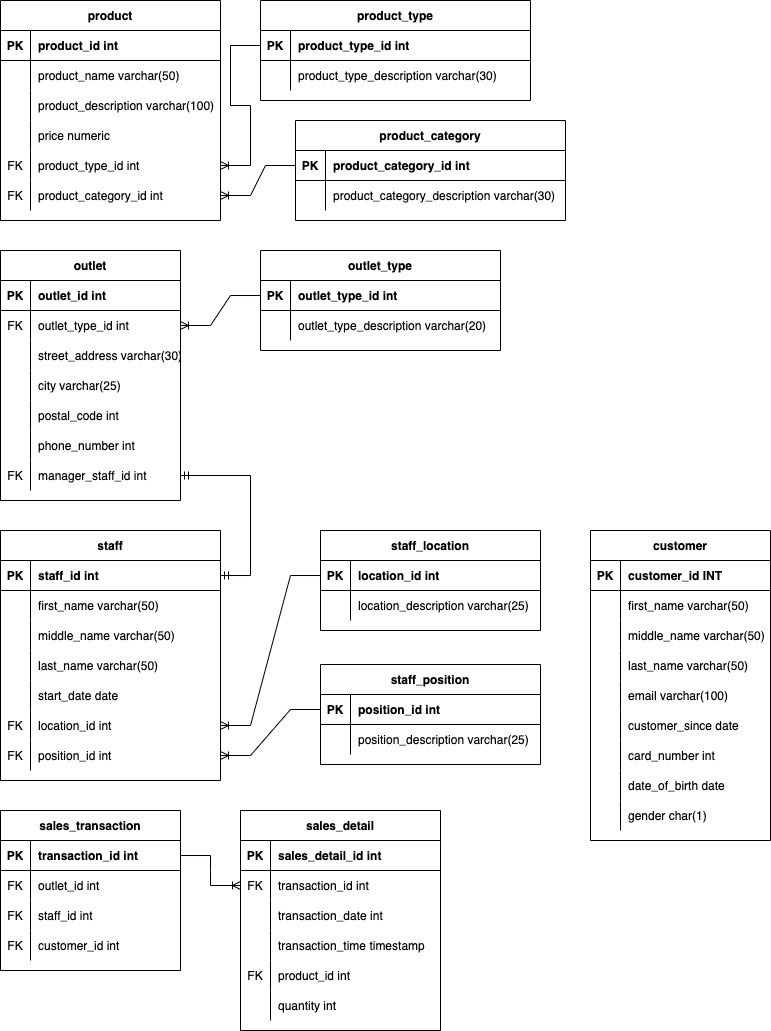 product
PK product_id int
product_name varchar(50)
product_description varchar(100)
price numeric
FK product_type_id int
FK product_category_id int
product_type
PK product_type_id int
product_type_description varchar(30)
product_category
PK product_category_id int
product_category_description varchar(30)
outlet
PK outlet_id int
FK outlet_type_id int
street_address varchar(30)
city varchar(25)
postal_code int
phone_number int
FK manager_staff_id int
outlet_type
PK outlet_type_id int
outlet_type_description varchar(20)
staff
PK staff_id int
first_name varchar(50)
middle_name varchar(50)
last_name varchar(50)
start_date date
FK location_id int
FK position_id int
staff_location
PK location_id int
location_description varchar(25)
staff_position
PK position_id int
position_description varchar(25)
customer
PK customer_id INT
first_name varchar(50)
middle_name varchar(50)
last_name varchar(50)
email varchar(100)
customer_since date
card_number int
date_of_birth date
gender char(1)
sales_transaction
PK transaction_id int
FK outlet_id int
FK staff_id int
FK customer_id int
sales_detail
PK sales_detail_id int
FK transaction_id int
transaction_date int
transaction_time timestamp
FK product_id int
quantity int